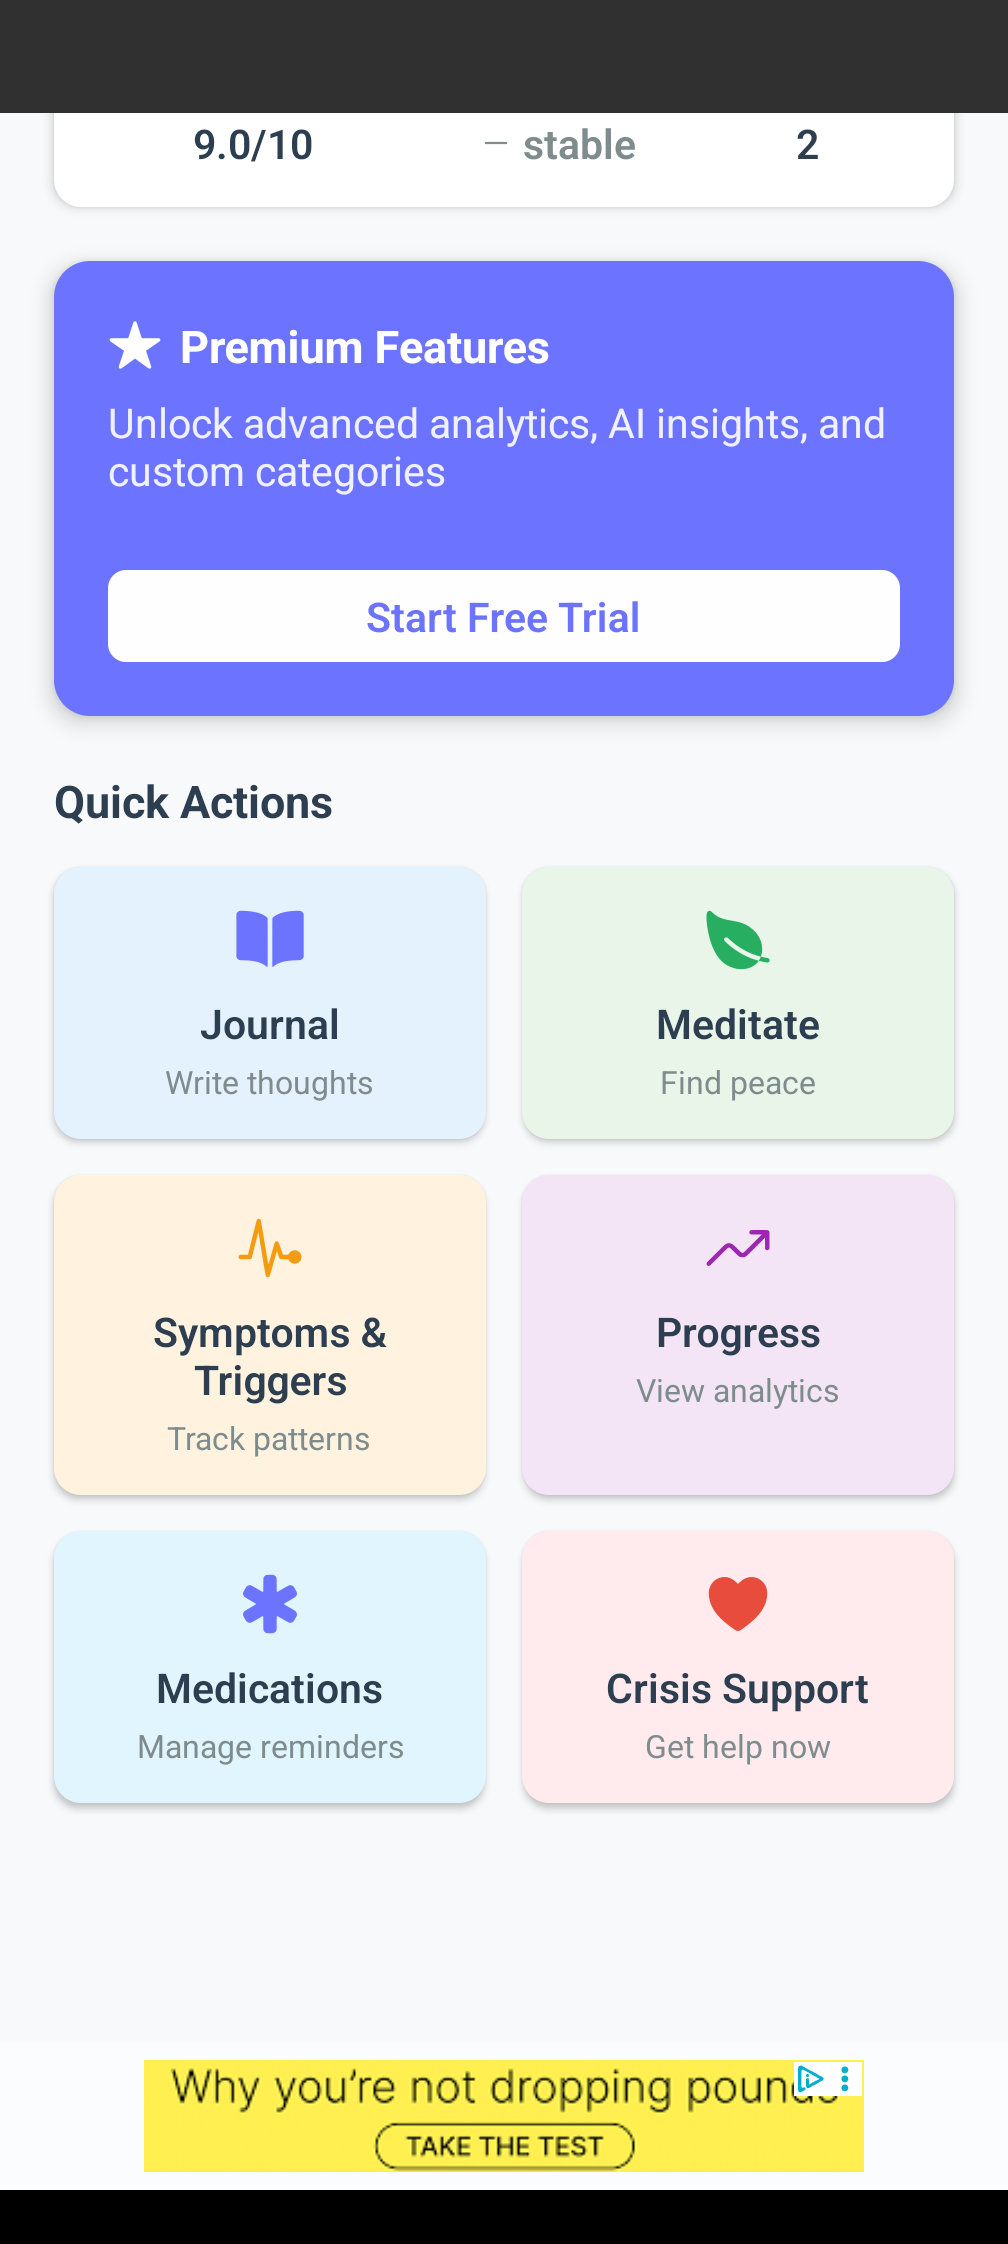 9.0/10 — stable 2
Premium Features
Unlock advanced analytics, AI insights, and
custom categories
Start Free Trial
Quick Actions
Journal
Write thoughts
Meditate
Find peace
Symptoms &
Triggers
Track patterns
Progress
View analytics
Medications
Manage reminders
Crisis Support
Get help now
Why you're not dropping pounds
TAKE THE TEST